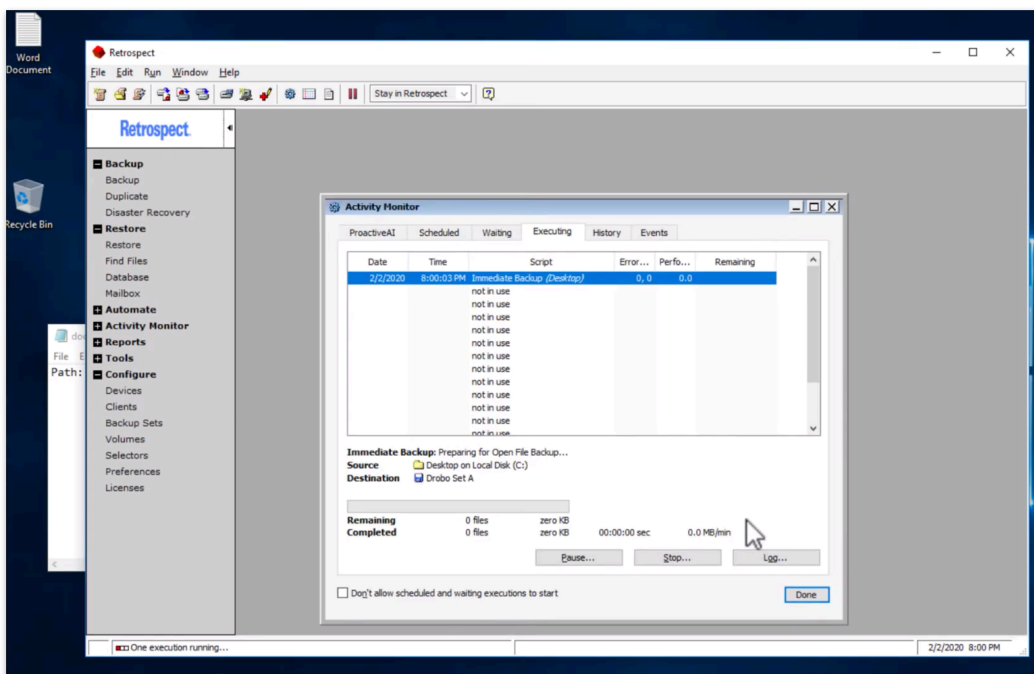 Word
Document
Recycle Bin
Retrospect
File Edit Run Window Help
Stay in Retrospect
Retrospect
Backup
Backup
Duplicate
Disaster Recovery
Restore
Restore
Find Files
Database
Mailbox
Automate
Activity Monitor
Reports
Tools
Configure
Devices
Clients
Backup Sets
Volumes
Selectors
Preferences
Licenses
File
Path:
Activity Monitor
ProactiveAI Scheduled Waiting Executing History Events
Date Time Script Error... Perfo... Remaining
2/2/2020 8:00:03 PM Immediate Backup (Desktop) 0, 0 0.0
not in use
not in use
not in use
not in use
not in use
not in use
not in use
not in use
not in use
not in use
not in use
not in use
Immediate Backup: Preparing for Open File Backup...
Source Desktop on Local Disk (C:)
Destination Drobo Set A
Remaining 0 files zero KB
Completed 0 files zero KB 00:00:00 sec 0.0 MB/min
Pause... Stop... Log...
Don't allow scheduled and waiting executions to start
Done
One execution running...
2/2/2020 8:00 PM